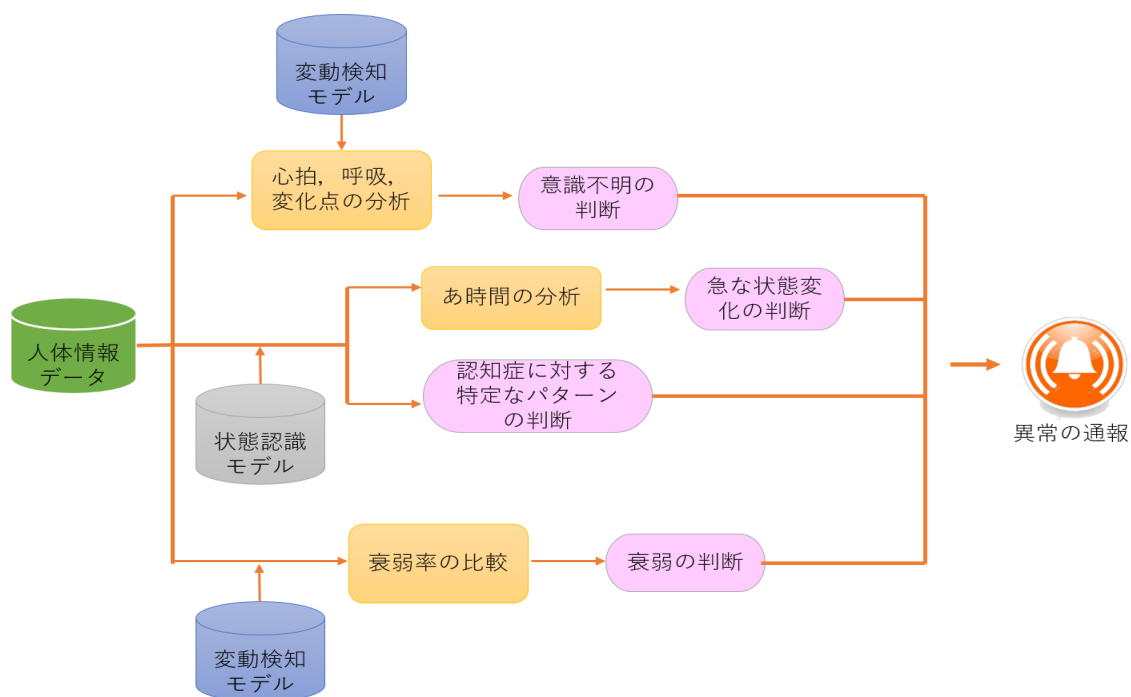 変動検知
モデル
心拍，呼吸，
変化点の分析
意識不明の
判断
あ時間の分析
急な状態変
化の判断
人体情報
データ
認知症に対する
特定なパターン
の判断
状態認識
モデル
異常の通報
衰弱率の比較
衰弱の判断
変動検知
モデル